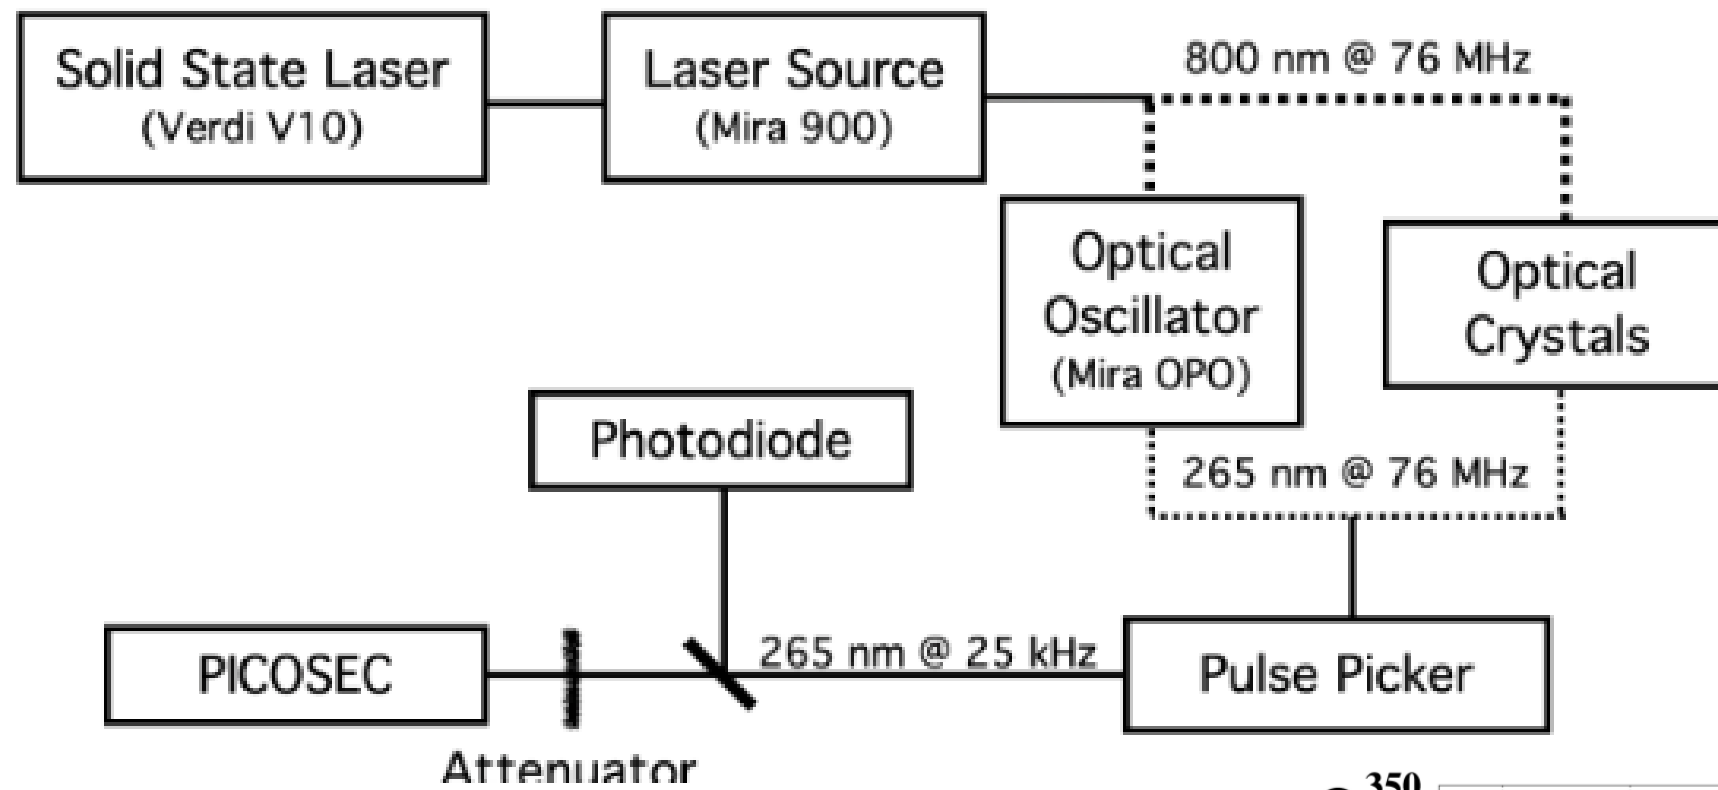 Solid State Laser
(Verdi V10)
Laser Source
(Mira 900)
800 nm @ 76 MHz
Optical
Oscillator
(Mira OPO)
Optical
Crystals
Photodiode
265 nm @ 76 MHz
PICOSEC
265 nm @ 25 kHz
Pulse Picker
Attenuator
350